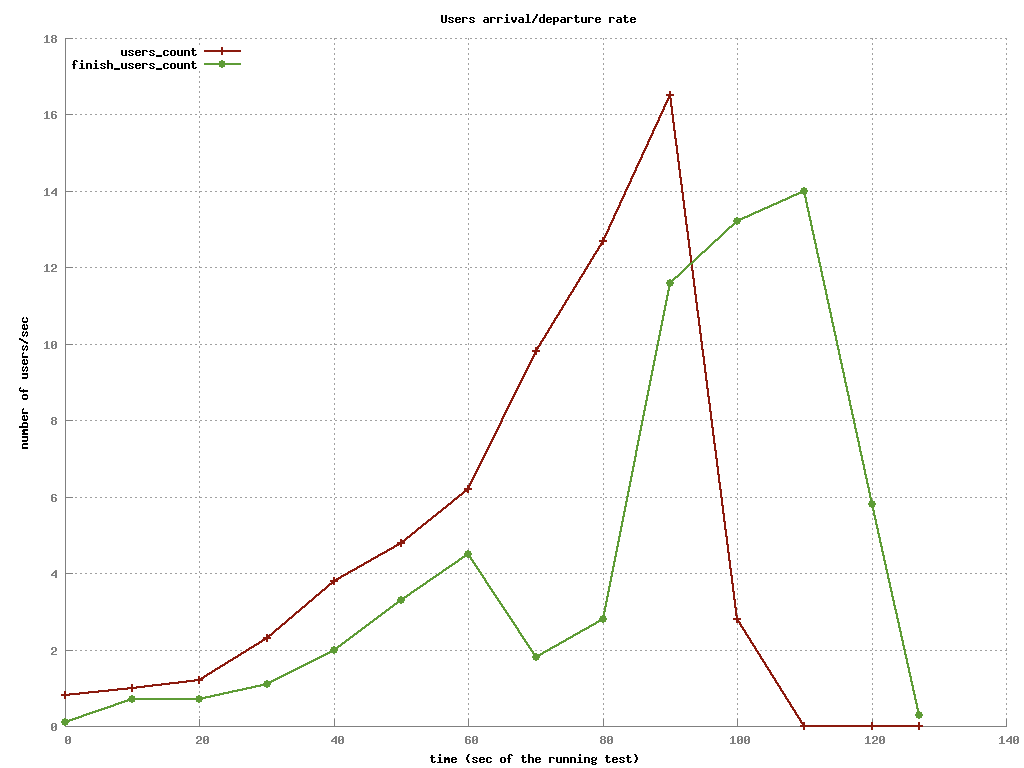 Users arrival/departure rate
users_count
finish_users_count
18
16
14
12
10
8
6
4
2
0
number of users/sec
0 20 40 60 80 100 120 140
time (sec of the running test)